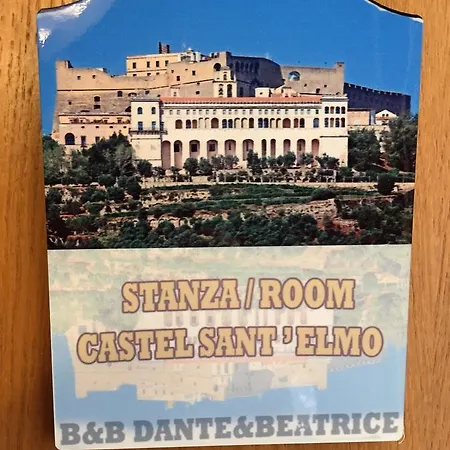 STANZA / ROOM
CASTEL SANT 'ELMO
B&B DANTE&BEATRICE